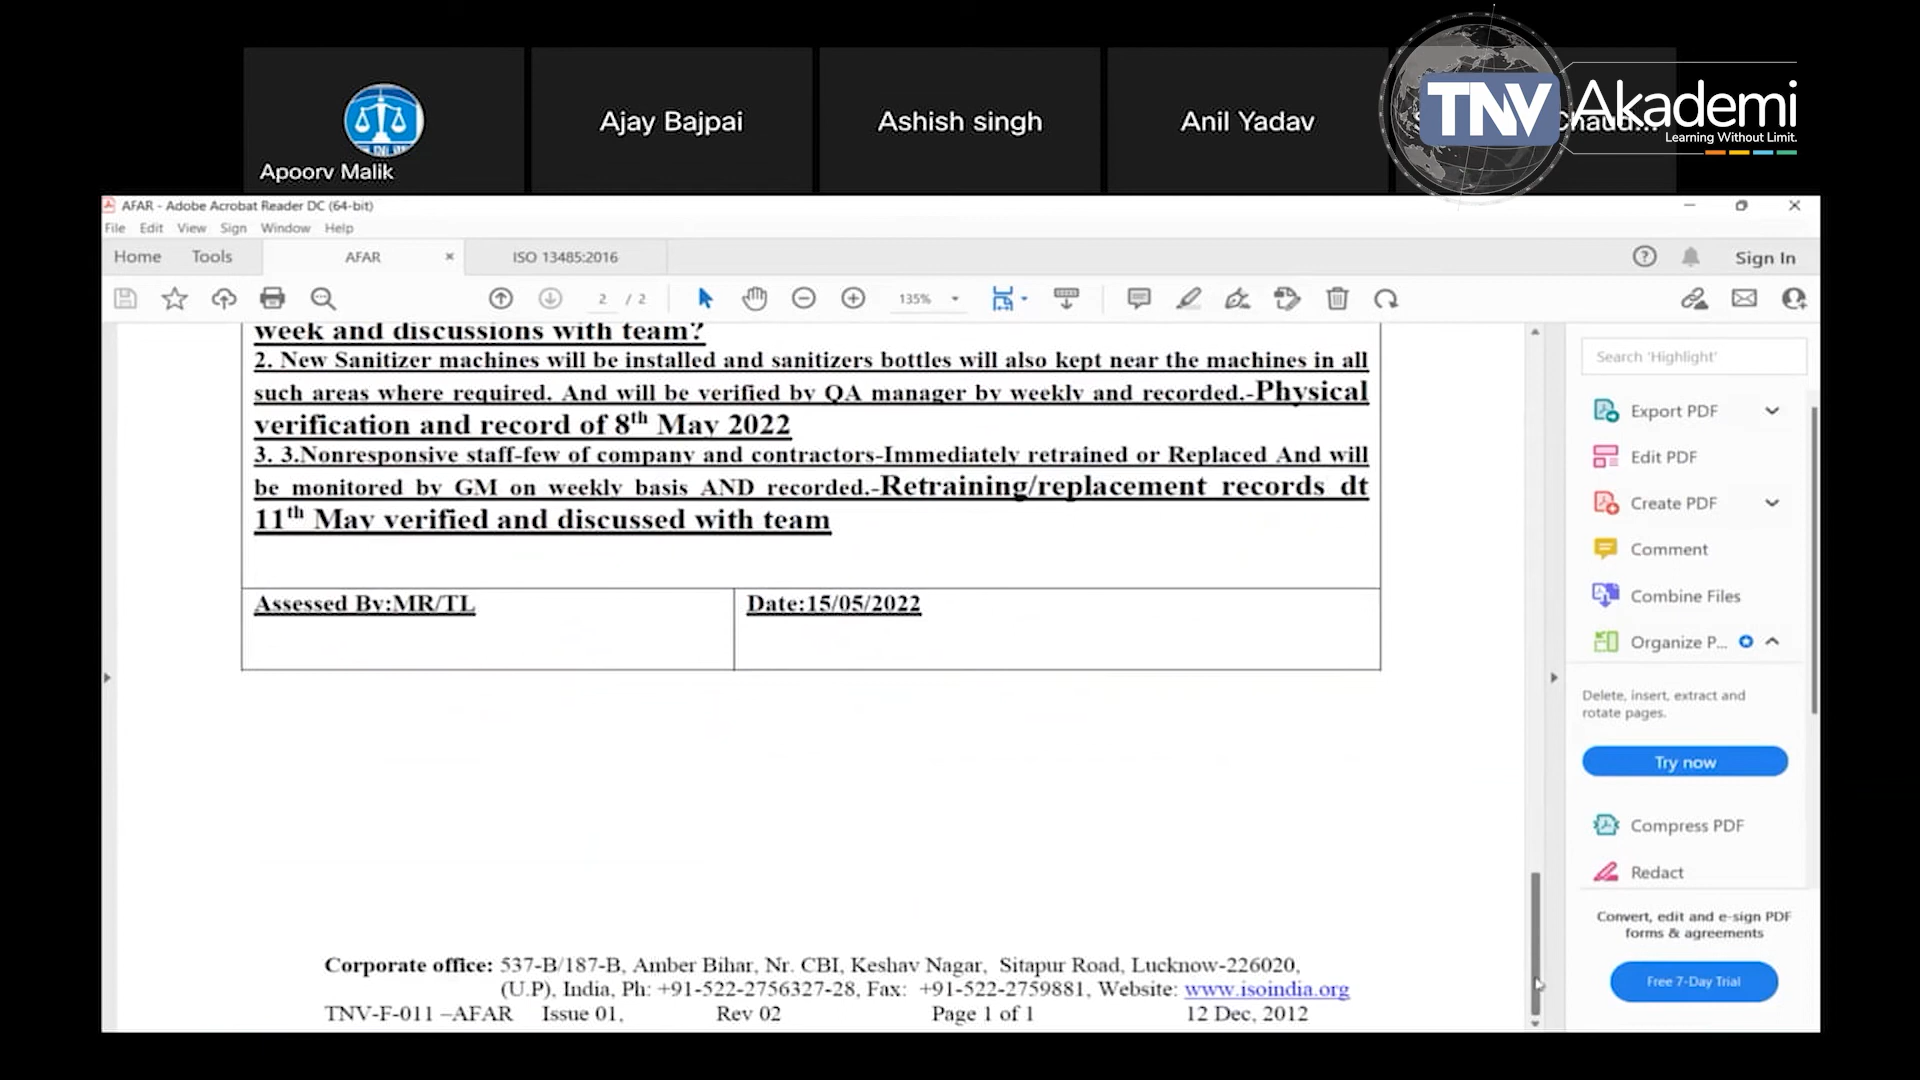 Apoorv Malik
Ajay Bajpai
Ashish singh
Anil Yadav
TNV Akademi
Learning Without Limit.
AFAR - Adobe Acrobat Reader DC (64-bit)
File Edit View Sign Window Help
Home Tools AFAR ISO 13485:2016 Sign In
2 / 2 135%
week and discussions with team?
2. New Sanitizer machines will be installed and sanitizers bottles will also kept near the machines in all
such areas where required. And will be verified by QA manager by weekly and recorded.-Physical
verification and record of 8th May 2022
3. 3.Nonresponsive staff-few of company and contractors-Immediately retrained or Replaced And will
be monitored by GM on weekly basis AND recorded.-Retraining/replacement records dt
11th May verified and discussed with team
Assessed By:MR/TL Date:15/05/2022
Corporate office: 537-B/187-B, Amber Bihar, Nr. CBI, Keshav Nagar, Sitapur Road, Lucknow-226020,
(U.P), India, Ph: +91-522-2756327-28, Fax: +91-522-2759881, Website: www.isoindia.org
TNV-F-011 –AFAR Issue 01, Rev 02 Page 1 of 1 12 Dec, 2012
Search 'Highlight'
Export PDF
Edit PDF
Create PDF
Comment
Combine Files
Organize P...
Delete, insert, extract and
rotate pages.
Try now
Compress PDF
Redact
Convert, edit and e-sign PDF
forms & agreements
Free 7-Day Trial